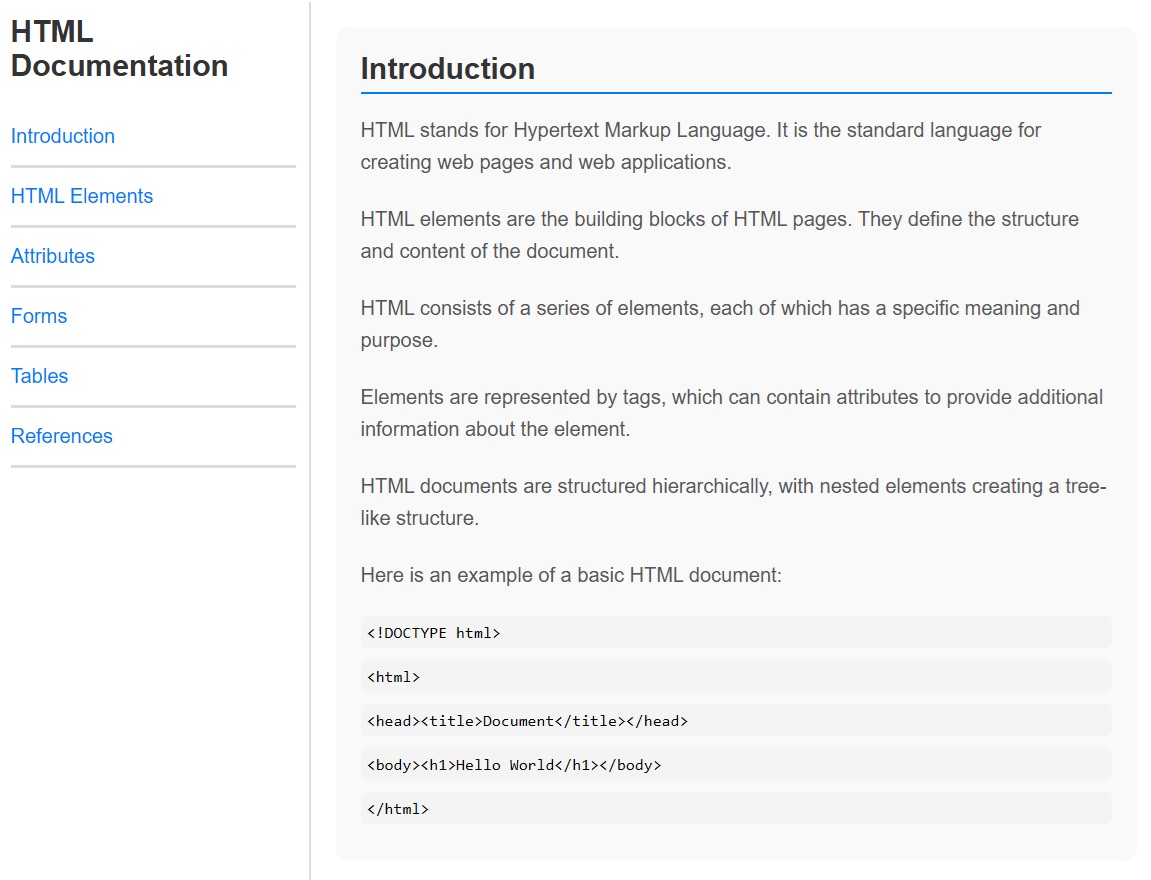 HTML
Documentation
Introduction
HTML Elements
Attributes
Forms
Tables
References
Introduction
HTML stands for Hypertext Markup Language. It is the standard language for
creating web pages and web applications.
HTML elements are the building blocks of HTML pages. They define the structure
and content of the document.
HTML consists of a series of elements, each of which has a specific meaning and
purpose.
Elements are represented by tags, which can contain attributes to provide additional
information about the element.
HTML documents are structured hierarchically, with nested elements creating a tree-
like structure.
Here is an example of a basic HTML document:
<!DOCTYPE html>
<html>
<head><title>Document</title></head>
<body><h1>Hello World</h1></body>
</html>